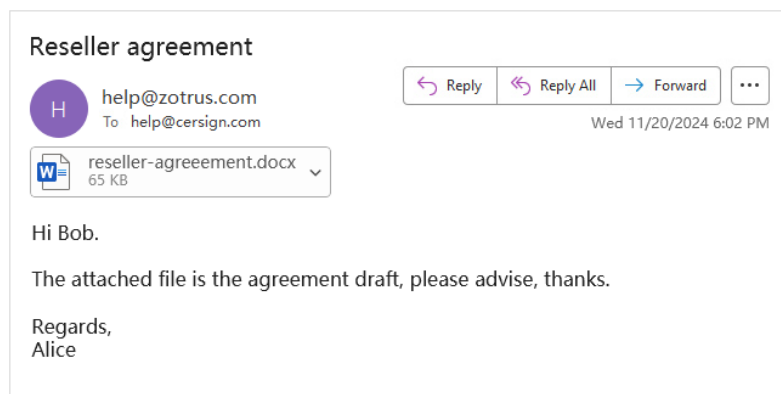 Reseller agreement
H
help@zotrus.com
To help@cersign.com
Reply Reply All Forward ...
Wed 11/20/2024 6:02 PM
W
reseller-agreeement.docx
65 KB
Hi Bob.
The attached file is the agreement draft, please advise, thanks.
Regards,
Alice